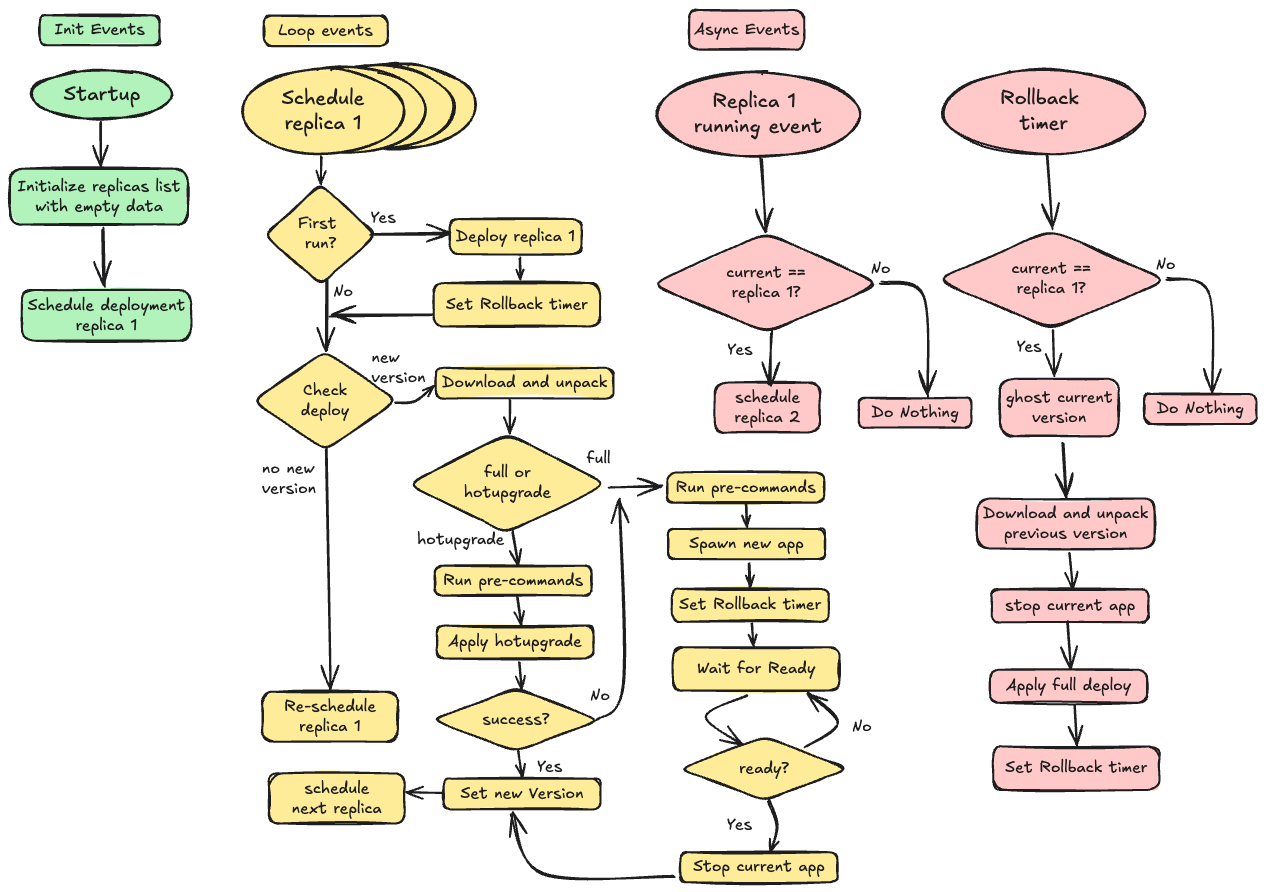 Init Events
Startup
Initialize replicas list
with empty data
Schedule deployment
replica 1
Loop events
Schedule
replica 1
First
run?
Yes
Deploy replica 1
Set Rollback timer
No
Check
deploy
new
version
Download and unpack
no new
version
Re-schedule
replica 1
full or
hotupgrade
full
hotupgrade
Run pre-commands
Apply hotupgrade
success?
No
Yes
Set new Version
schedule
next replica
Run pre-commands
Spawn new app
Set Rollback timer
Wait for Ready
ready?
No
Yes
Stop current app
Async Events
Replica 1
running event
current ==
replica 1?
No
Yes
schedule
replica 2
Do Nothing
Rollback
timer
current ==
replica 1?
No
Yes
ghost current
version
Do Nothing
Download and unpack
previous version
stop current app
Apply full deploy
Set Rollback timer